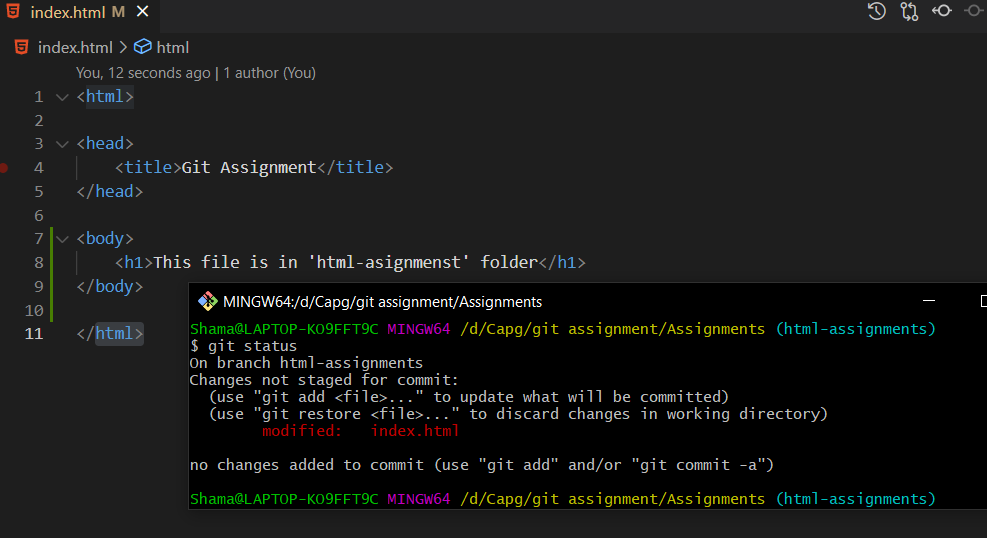 index.html M
index.html > html
You, 12 seconds ago | 1 author (You)
1 <html>
2
3 <head>
4 <title>Git Assignment</title>
5 </head>
6
7 <body>
8 <h1>This file is in 'html-asignmenst' folder</h1>
9 </body>
10
11 </html>
MINGW64:/d/Capg/git assignment/Assignments
Shama@LAPTOP-KO9FFT9C MINGW64 /d/Capg/git assignment/Assignments (html-assignments)
$ git status
On branch html-assignments
Changes not staged for commit:
(use "git add <file>..." to update what will be committed)
(use "git restore <file>..." to discard changes in working directory)
modified: index.html
no changes added to commit (use "git add" and/or "git commit -a")
Shama@LAPTOP-KO9FFT9C MINGW64 /d/Capg/git assignment/Assignments (html-assignments)